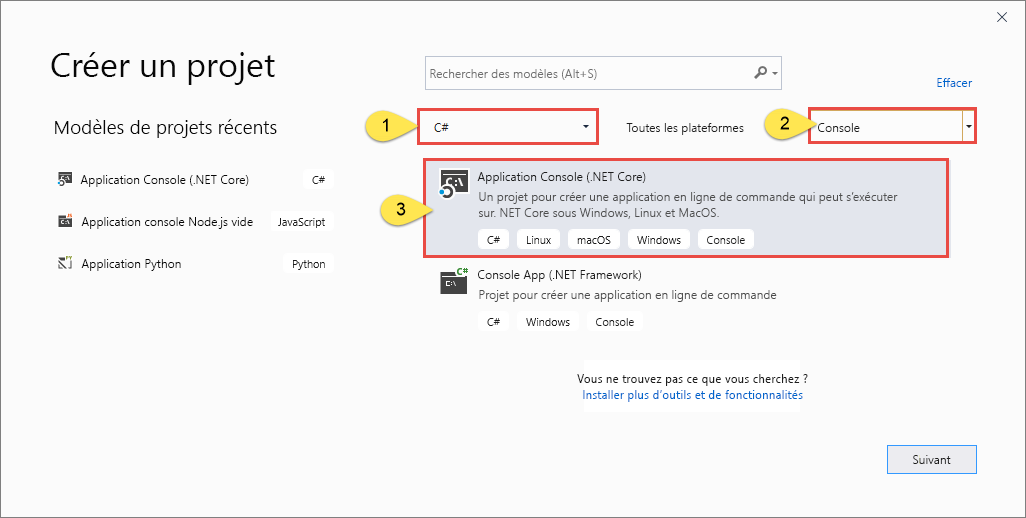 Créer un projet
Rechercher des modèles (Alt+S)
Effacer
Modèles de projets récents
1
C#
Toutes les plateformes
2
Console
Application Console (.NET Core)
C#
Application console Node.js vide
JavaScript
Application Python
Python
3
Application Console (.NET Core)
Un projet pour créer une application en ligne de commande qui peut s'exécuter
sur. NET Core sous Windows, Linux et MacOS.
C#
Linux
macOS
Windows
Console
Console App (.NET Framework)
Projet pour créer une application en ligne de commande
C#
Windows
Console
Vous ne trouvez pas ce que vous cherchez ?
Installer plus d'outils et de fonctionnalités
Suivant